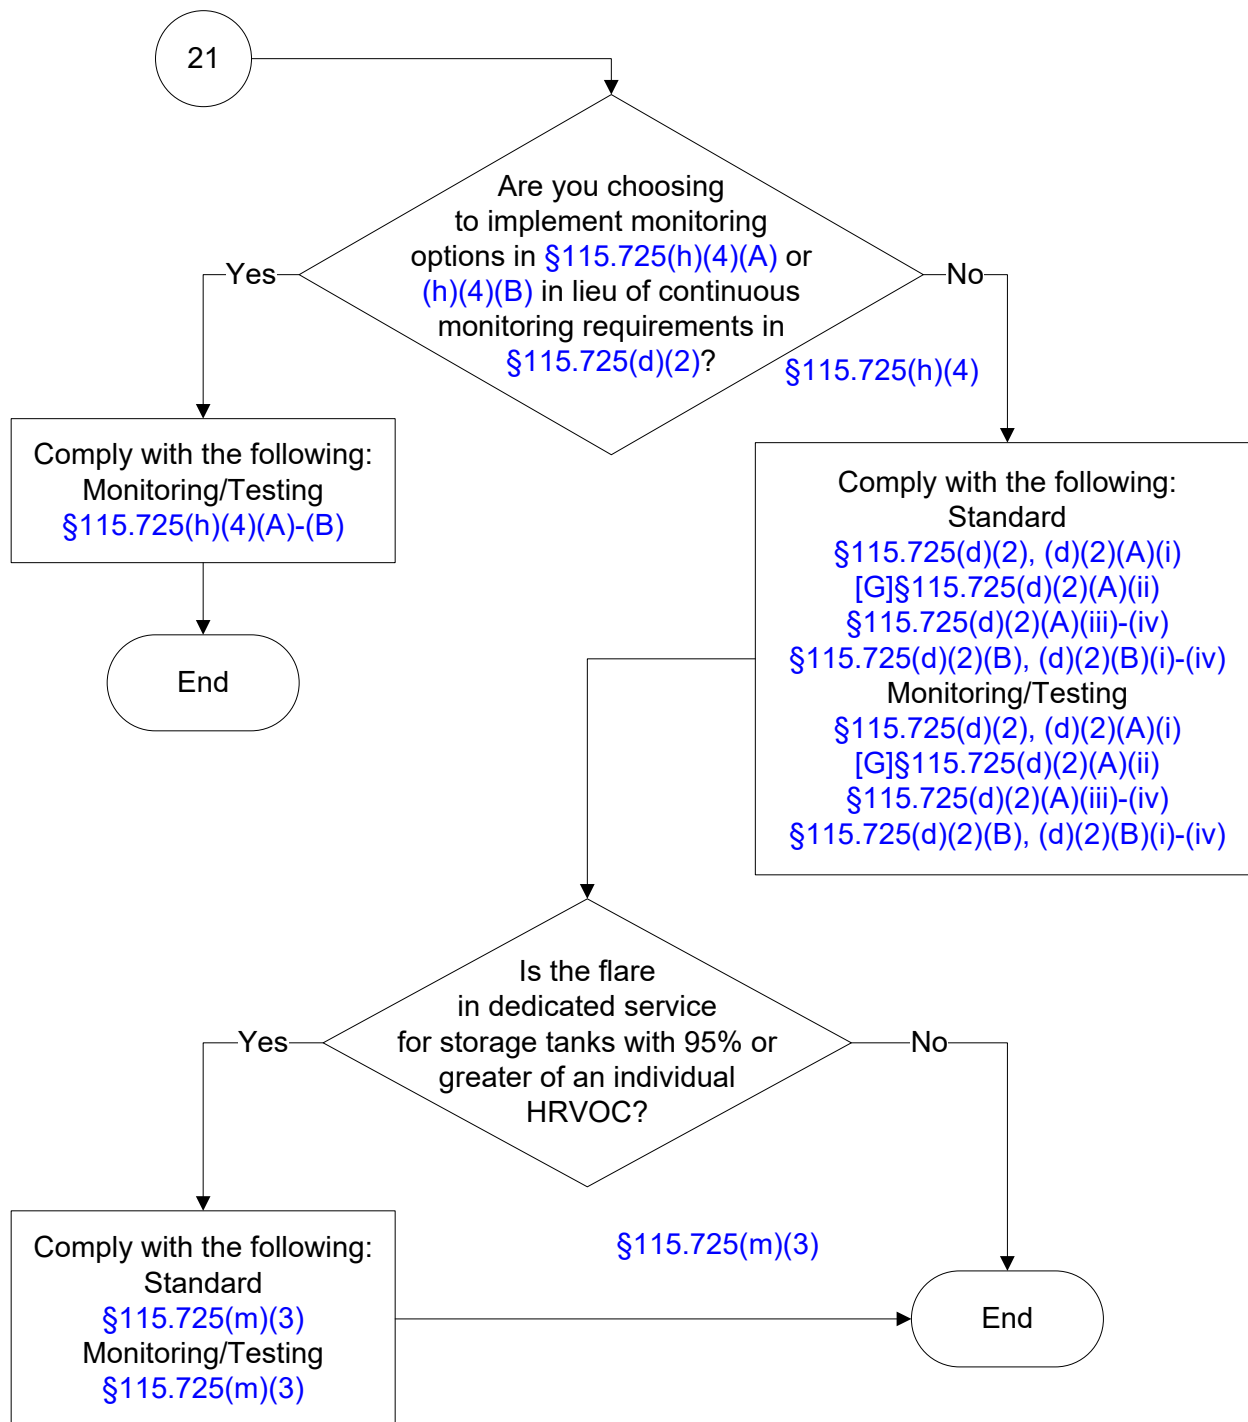 21
Are you choosing
to implement monitoring
options in §115.725(h)(4)(A) or
(h)(4)(B) in lieu of continuous
monitoring requirements in
§115.725(d)(2)?
Yes
No
§115.725(h)(4)
Comply with the following:
Monitoring/Testing
§115.725(h)(4)(A)-(B)
End
Comply with the following:
Standard
§115.725(d)(2), (d)(2)(A)(i)
[G]§115.725(d)(2)(A)(ii)
§115.725(d)(2)(A)(iii)-(iv)
§115.725(d)(2)(B), (d)(2)(B)(i)-(iv)
Monitoring/Testing
§115.725(d)(2), (d)(2)(A)(i)
[G]§115.725(d)(2)(A)(ii)
§115.725(d)(2)(A)(iii)-(iv)
§115.725(d)(2)(B), (d)(2)(B)(i)-(iv)
Is the flare
in dedicated service
for storage tanks with 95% or
greater of an individual
HRVOC?
Yes
No
§115.725(m)(3)
Comply with the following:
Standard
§115.725(m)(3)
Monitoring/Testing
§115.725(m)(3)
End